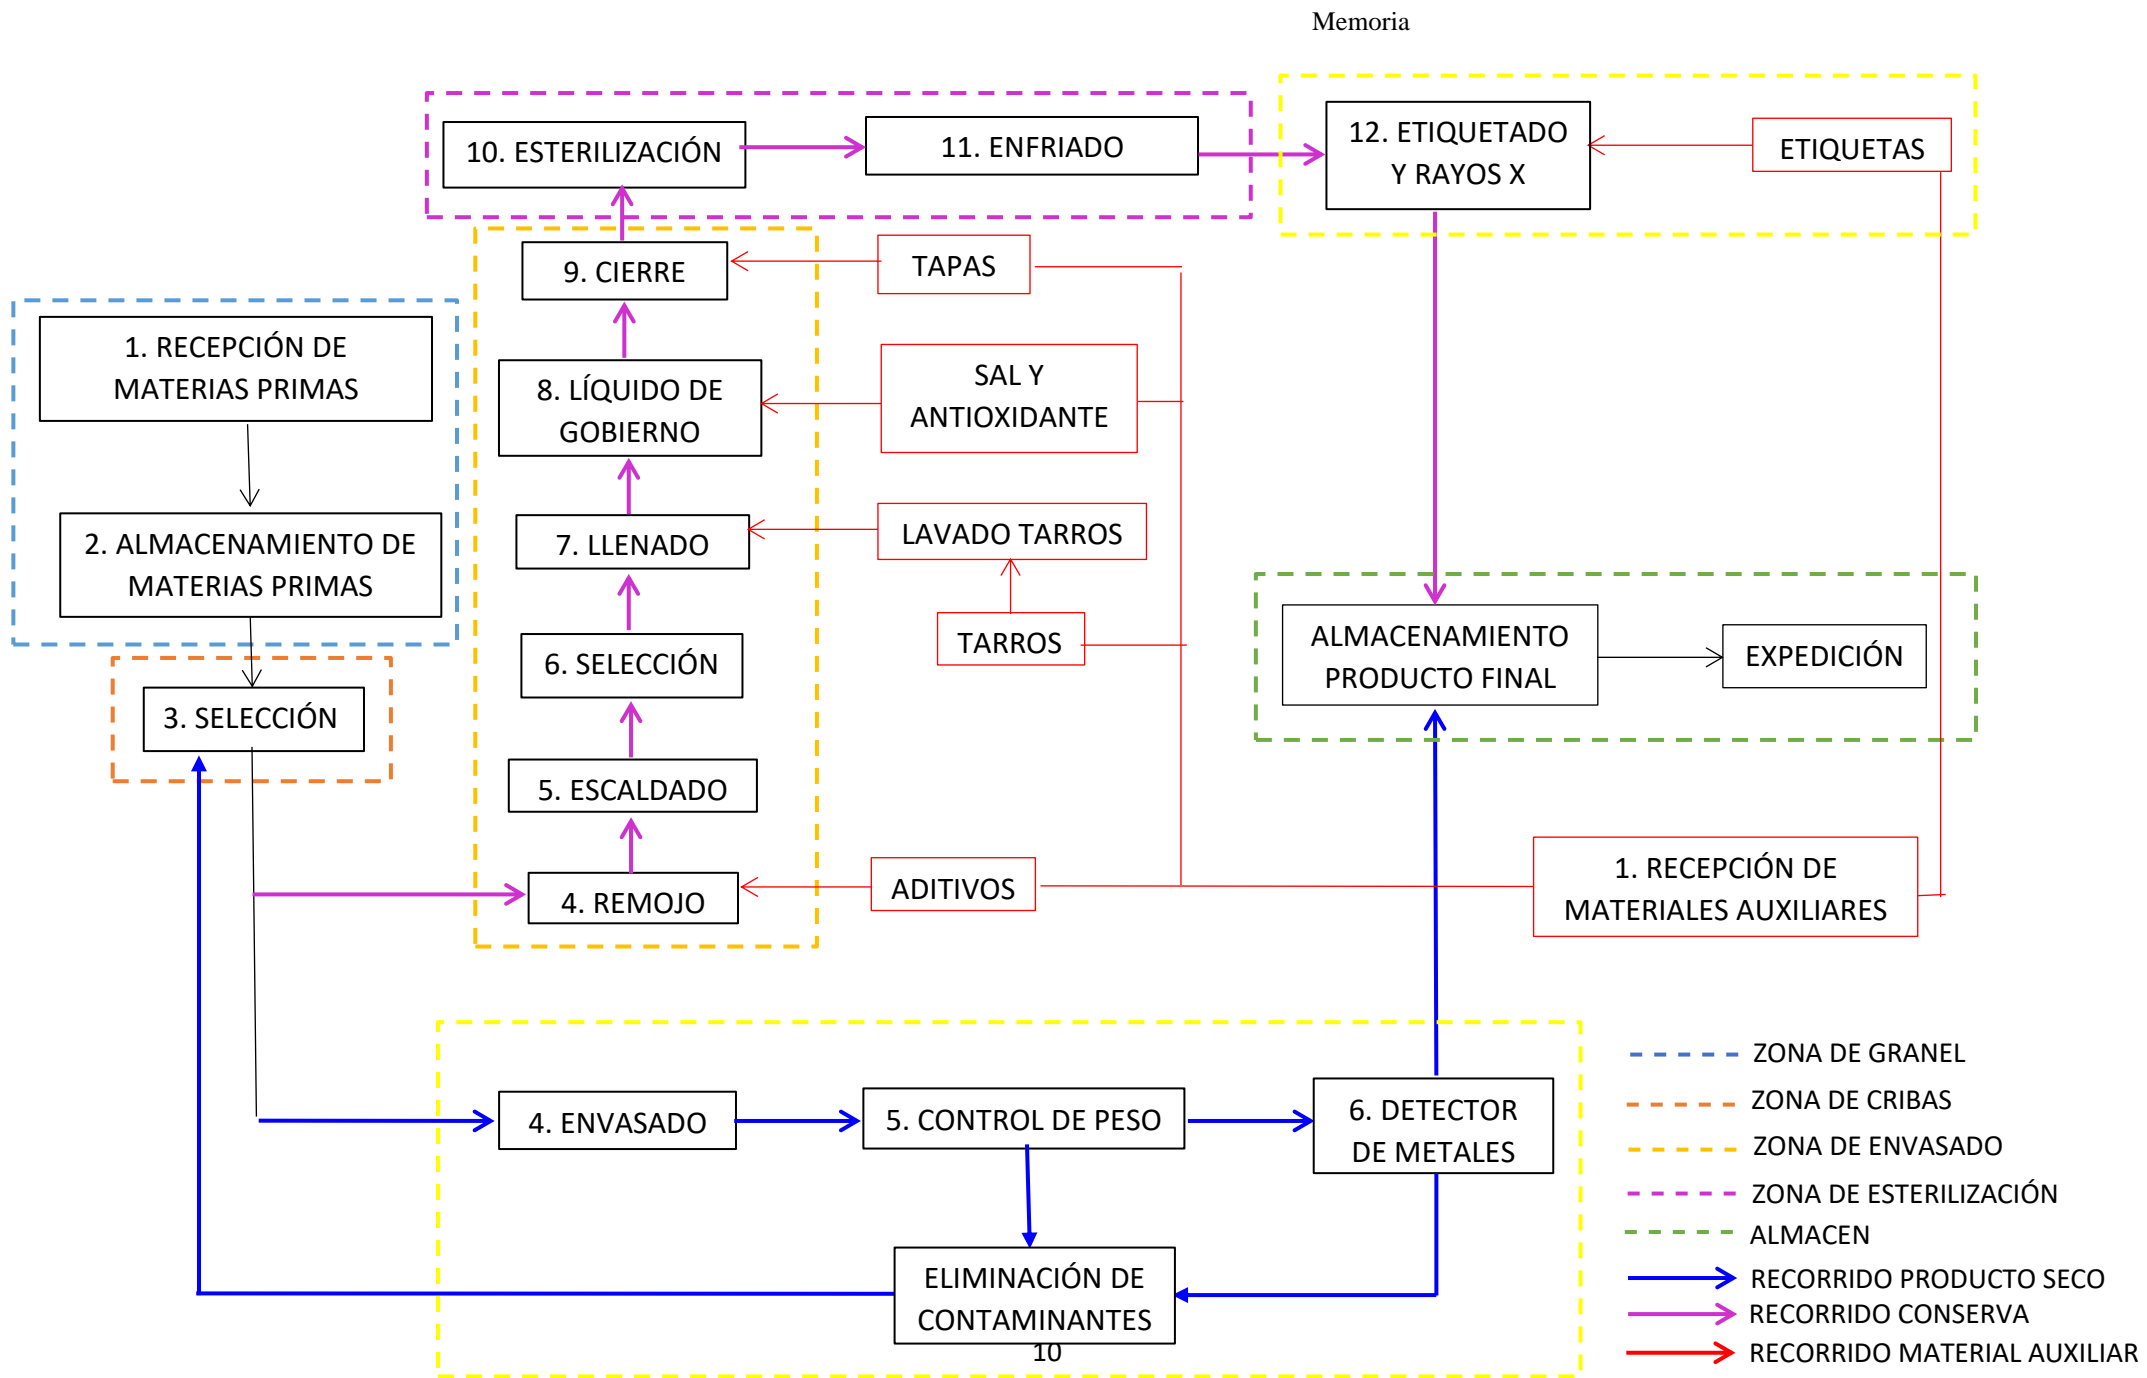 Memoria
10. ESTERILIZACIÓN
11. ENFRIADO
12. ETIQUETADO
Y RAYOS X
ETIQUETAS
9. CIERRE
TAPAS
1. RECEPCIÓN DE
MATERIAS PRIMAS
8. LÍQUIDO DE
GOBIERNO
SAL Y
ANTIOXIDANTE
2. ALMACENAMIENTO DE
MATERIAS PRIMAS
7. LLENADO
LAVADO TARROS
TARROS
6. SELECCIÓN
3. SELECCIÓN
ALMACENAMIENTO
PRODUCTO FINAL
EXPEDICIÓN
5. ESCALDADO
4. REMOJO
ADITIVOS
1. RECEPCIÓN DE
MATERIALES AUXILIARES
4. ENVASADO
5. CONTROL DE PESO
6. DETECTOR
DE METALES
ELIMINACIÓN DE
CONTAMINANTES
10
ZONA DE GRANEL
ZONA DE CRIBAS
ZONA DE ENVASADO
ZONA DE ESTERILIZACIÓN
ALMACEN
RECORRIDO PRODUCTO SECO
RECORRIDO CONSERVA
RECORRIDO MATERIAL AUXILIAR